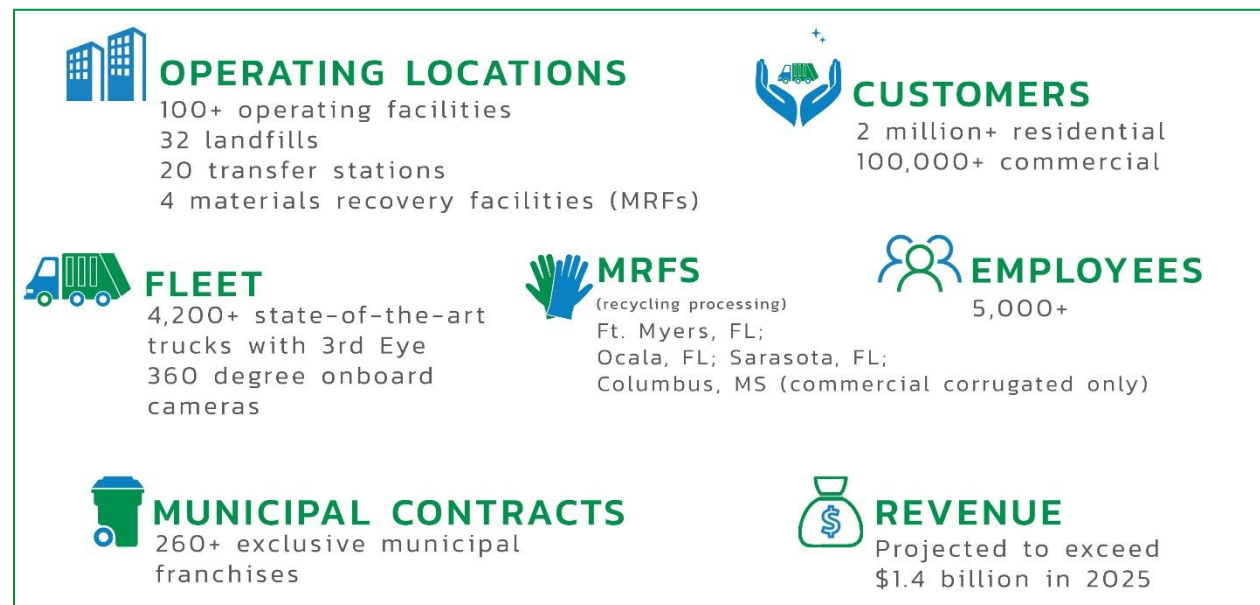 OPERATING LOCATIONS
100+ operating facilities
32 landfills
20 transfer stations
4 materials recovery facilities (MRFs)
CUSTOMERS
2 million+ residential
100,000+ commercial
FLEET
4,200+ state-of-the-art
trucks with 3rd Eye
360 degree onboard
cameras
MRFS
(recycling processing)
Ft. Myers, FL;
Ocala, FL; Sarasota, FL;
Columbus, MS (commercial corrugated only)
EMPLOYEES
5,000+
MUNICIPAL CONTRACTS
260+ exclusive municipal
franchises
$
REVENUE
Projected to exceed
$1.4 billion in 2025